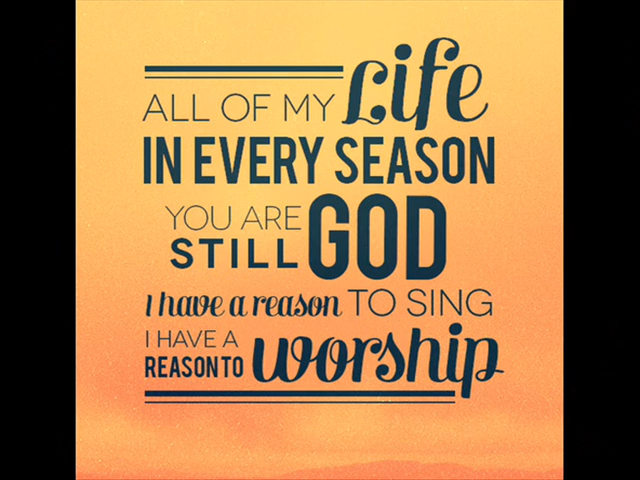 ALL OF MY Life
IN EVERY SEASON
YOU ARE
STILL GOD
I have a reason TO SING
I HAVE A
REASON TO worship